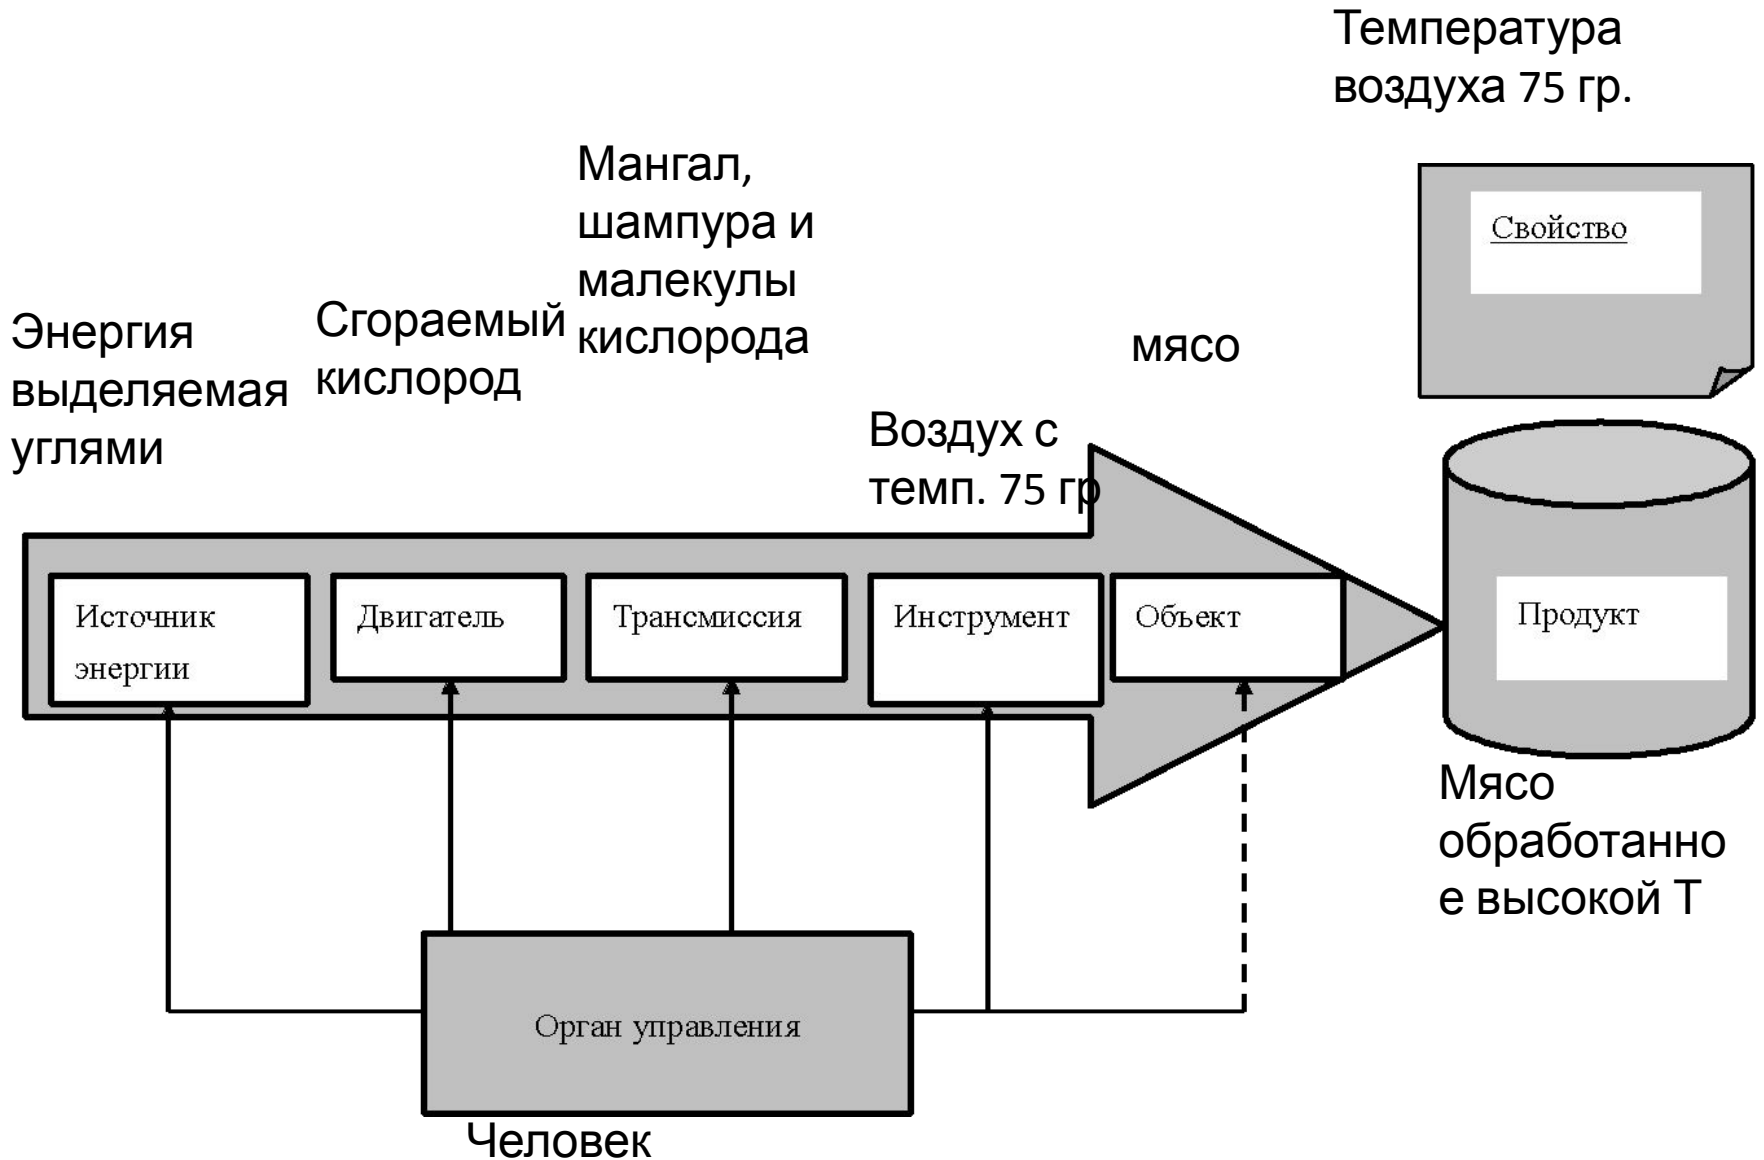 Температура
воздуха 75 гр.
Мангал,
шампура и
малекулы
кислорода
Свойство
Энергия
выделяемая
углями
Сгораемый
кислород
мясо
Воздух с
темп. 75 гр
Источник
энергии
Двигатель
Трансмиссия
Инструмент
Объект
Продукт
Мясо
обработанно
е высокой Т
Орган управления
Человек